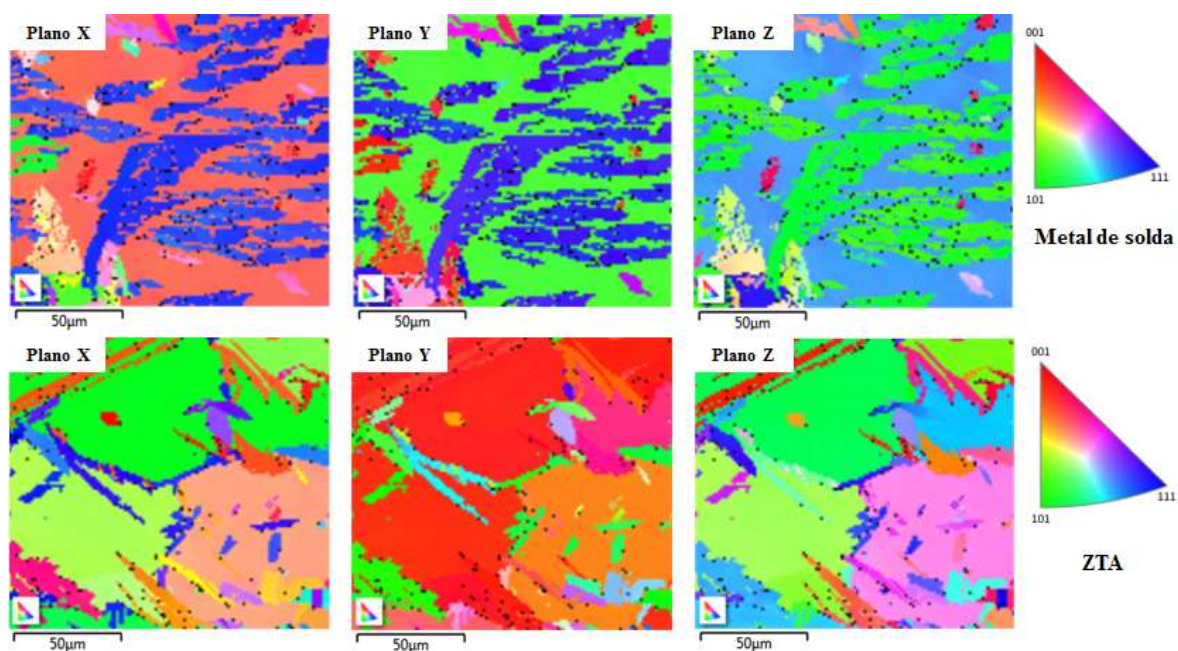 Plano X
Plano Y
Plano Z
001
101
111
Metal de solda
50µm
50µm
50µm
Plano X
Plano Y
Plano Z
001
101
111
ZTA
50µm
50µm
50µm